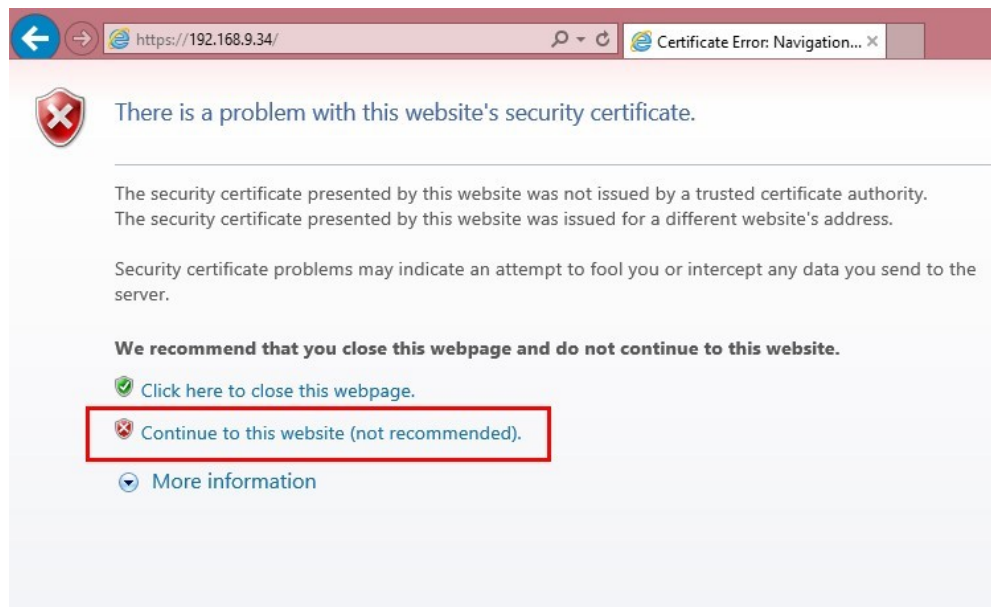 https://192.168.9.34/
Certificate Error: Navigation...
There is a problem with this website's security certificate.
The security certificate presented by this website was not issued by a trusted certificate authority.
The security certificate presented by this website was issued for a different website's address.
Security certificate problems may indicate an attempt to fool you or intercept any data you send to the
server.
We recommend that you close this webpage and do not continue to this website.
Click here to close this webpage.
Continue to this website (not recommended).
More information